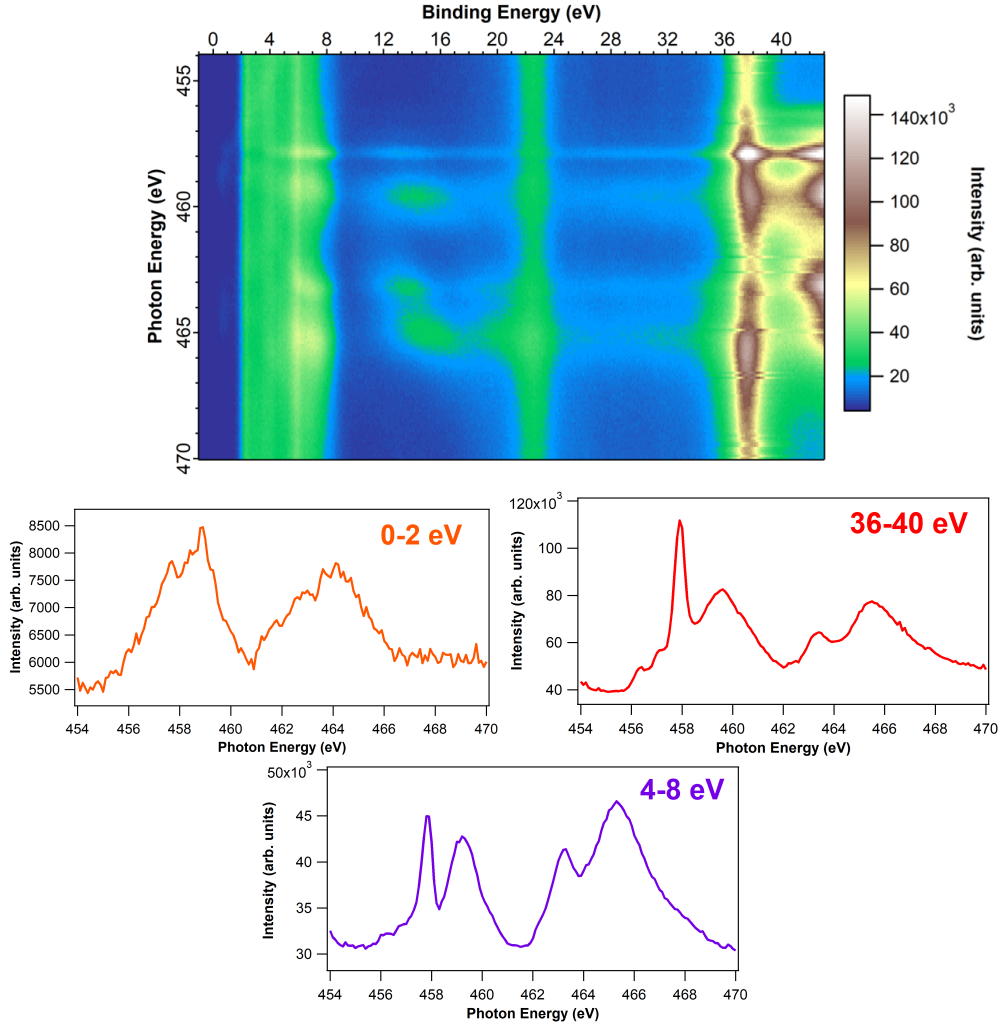 Binding Energy (eV)
0 4 8 12 16 20 24 28 32 36 40
Photon Energy (eV)
455
460
465
470
140x10³
120
100
80
60
40
20
Intensity (arb. units)
0-2 eV
Intensity (arb. units)
8500
8000
7500
7000
6500
6000
5500
454 456 458 460 462 464 466 468 470
Photon Energy (eV)
36-40 eV
Intensity (arb. units)
120x10³
100
80
60
40
454 456 458 460 462 464 466 468 470
Photon Energy (eV)
4-8 eV
Intensity (arb. units)
50x10³
45
40
35
30
454 456 458 460 462 464 466 468 470
Photon Energy (eV)